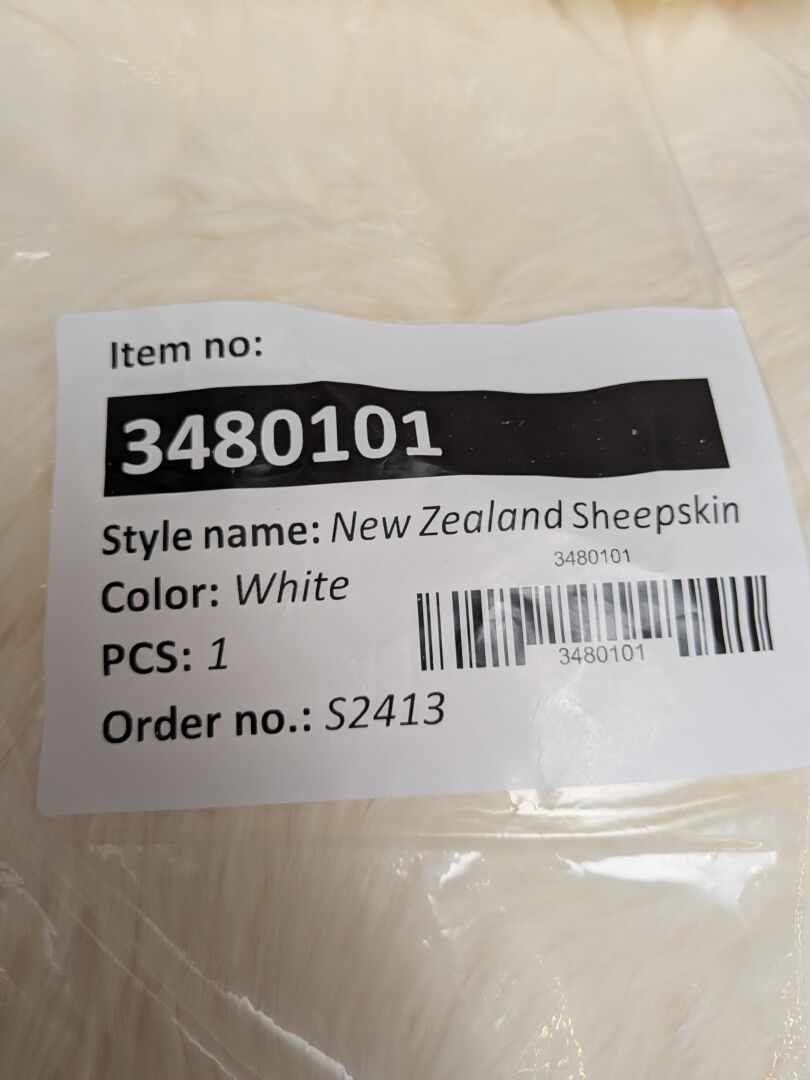 Item no:
3480101
Style name: New Zealand Sheepskin
3480101
Color: White
PCS: 1
3480101
Order no.: S2413